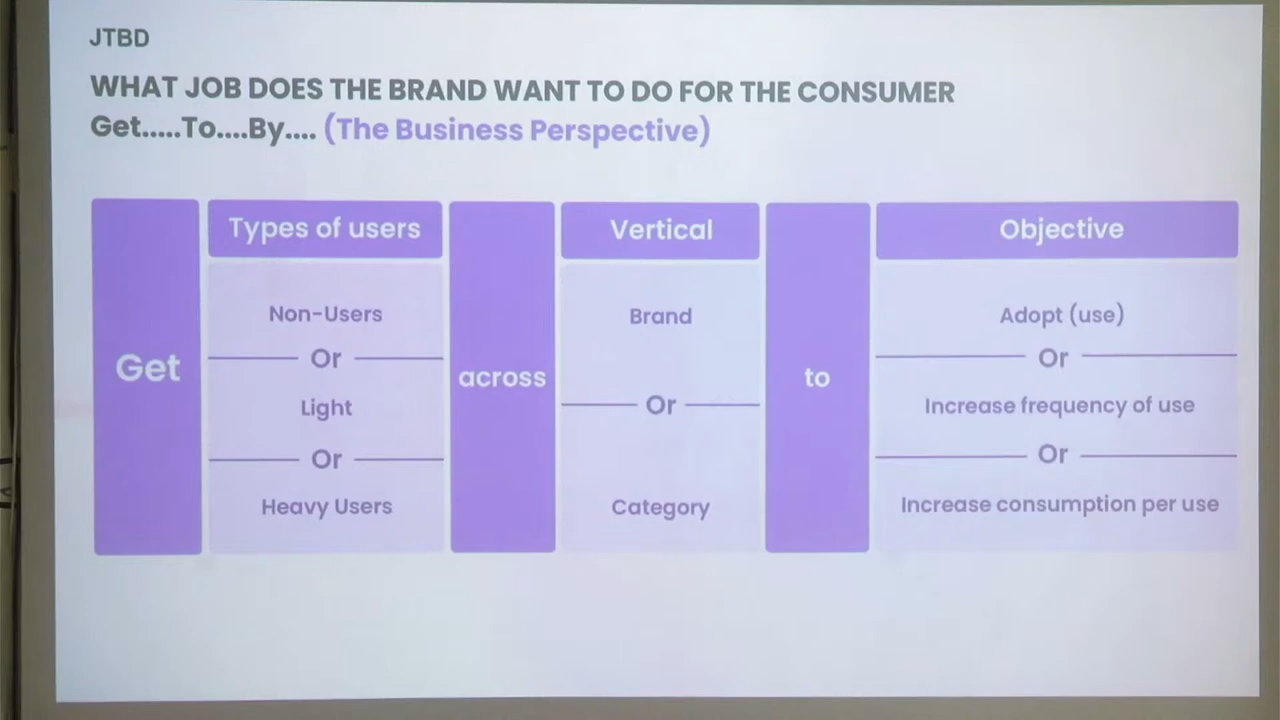 JTBD
WHAT JOB DOES THE BRAND WANT TO DO FOR THE CONSUMER
Get.....To....By.... (The Business Perspective)
Get
Types of users
Non-Users
Or
Light
Or
Heavy Users
across
Vertical
Brand
Or
Category
to
Objective
Adopt (use)
Or
Increase frequency of use
Or
Increase consumption per use